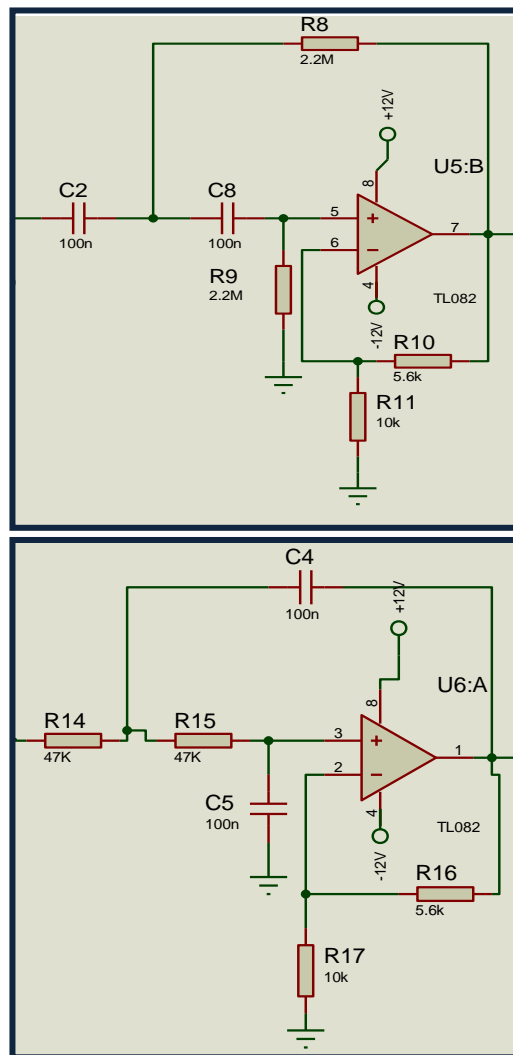 R8
2.2M
+12V
U5:B
8
C2
100n
C8
100n
5
6
7
R9
2.2M
4
-12V
TL082
R10
5.6k
R11
10k
C4
100n
+12V
U6:A
8
R14
47K
R15
47K
3
2
1
C5
100n
4
-12V
TL082
R16
5.6k
R17
10k